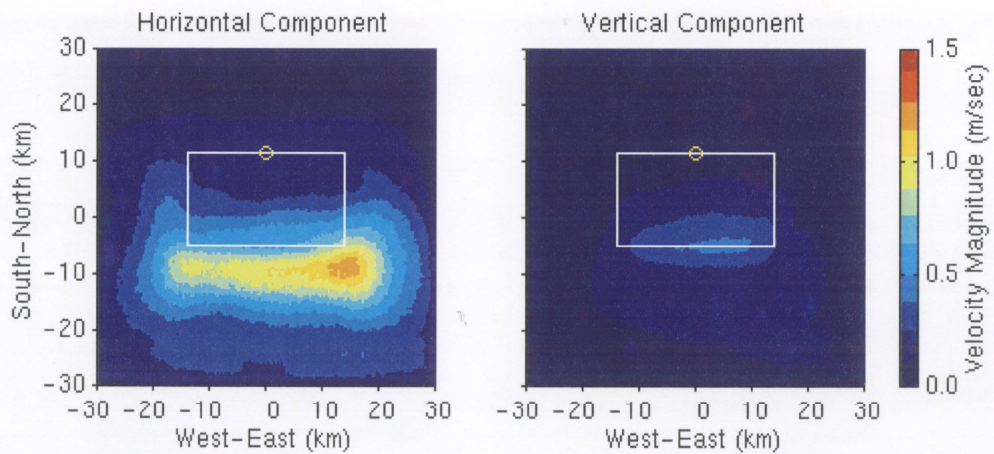 Horizontal Component
30
20
10
0
-10
-20
-30
South-North (km)
-30 -20 -10 0 10 20 30
West-East (km)
Vertical Component
-30 -20 -10 0 10 20 30
West-East (km)
1.5
1.0
0.5
0.0
Velocity Magnitude (m/sec)